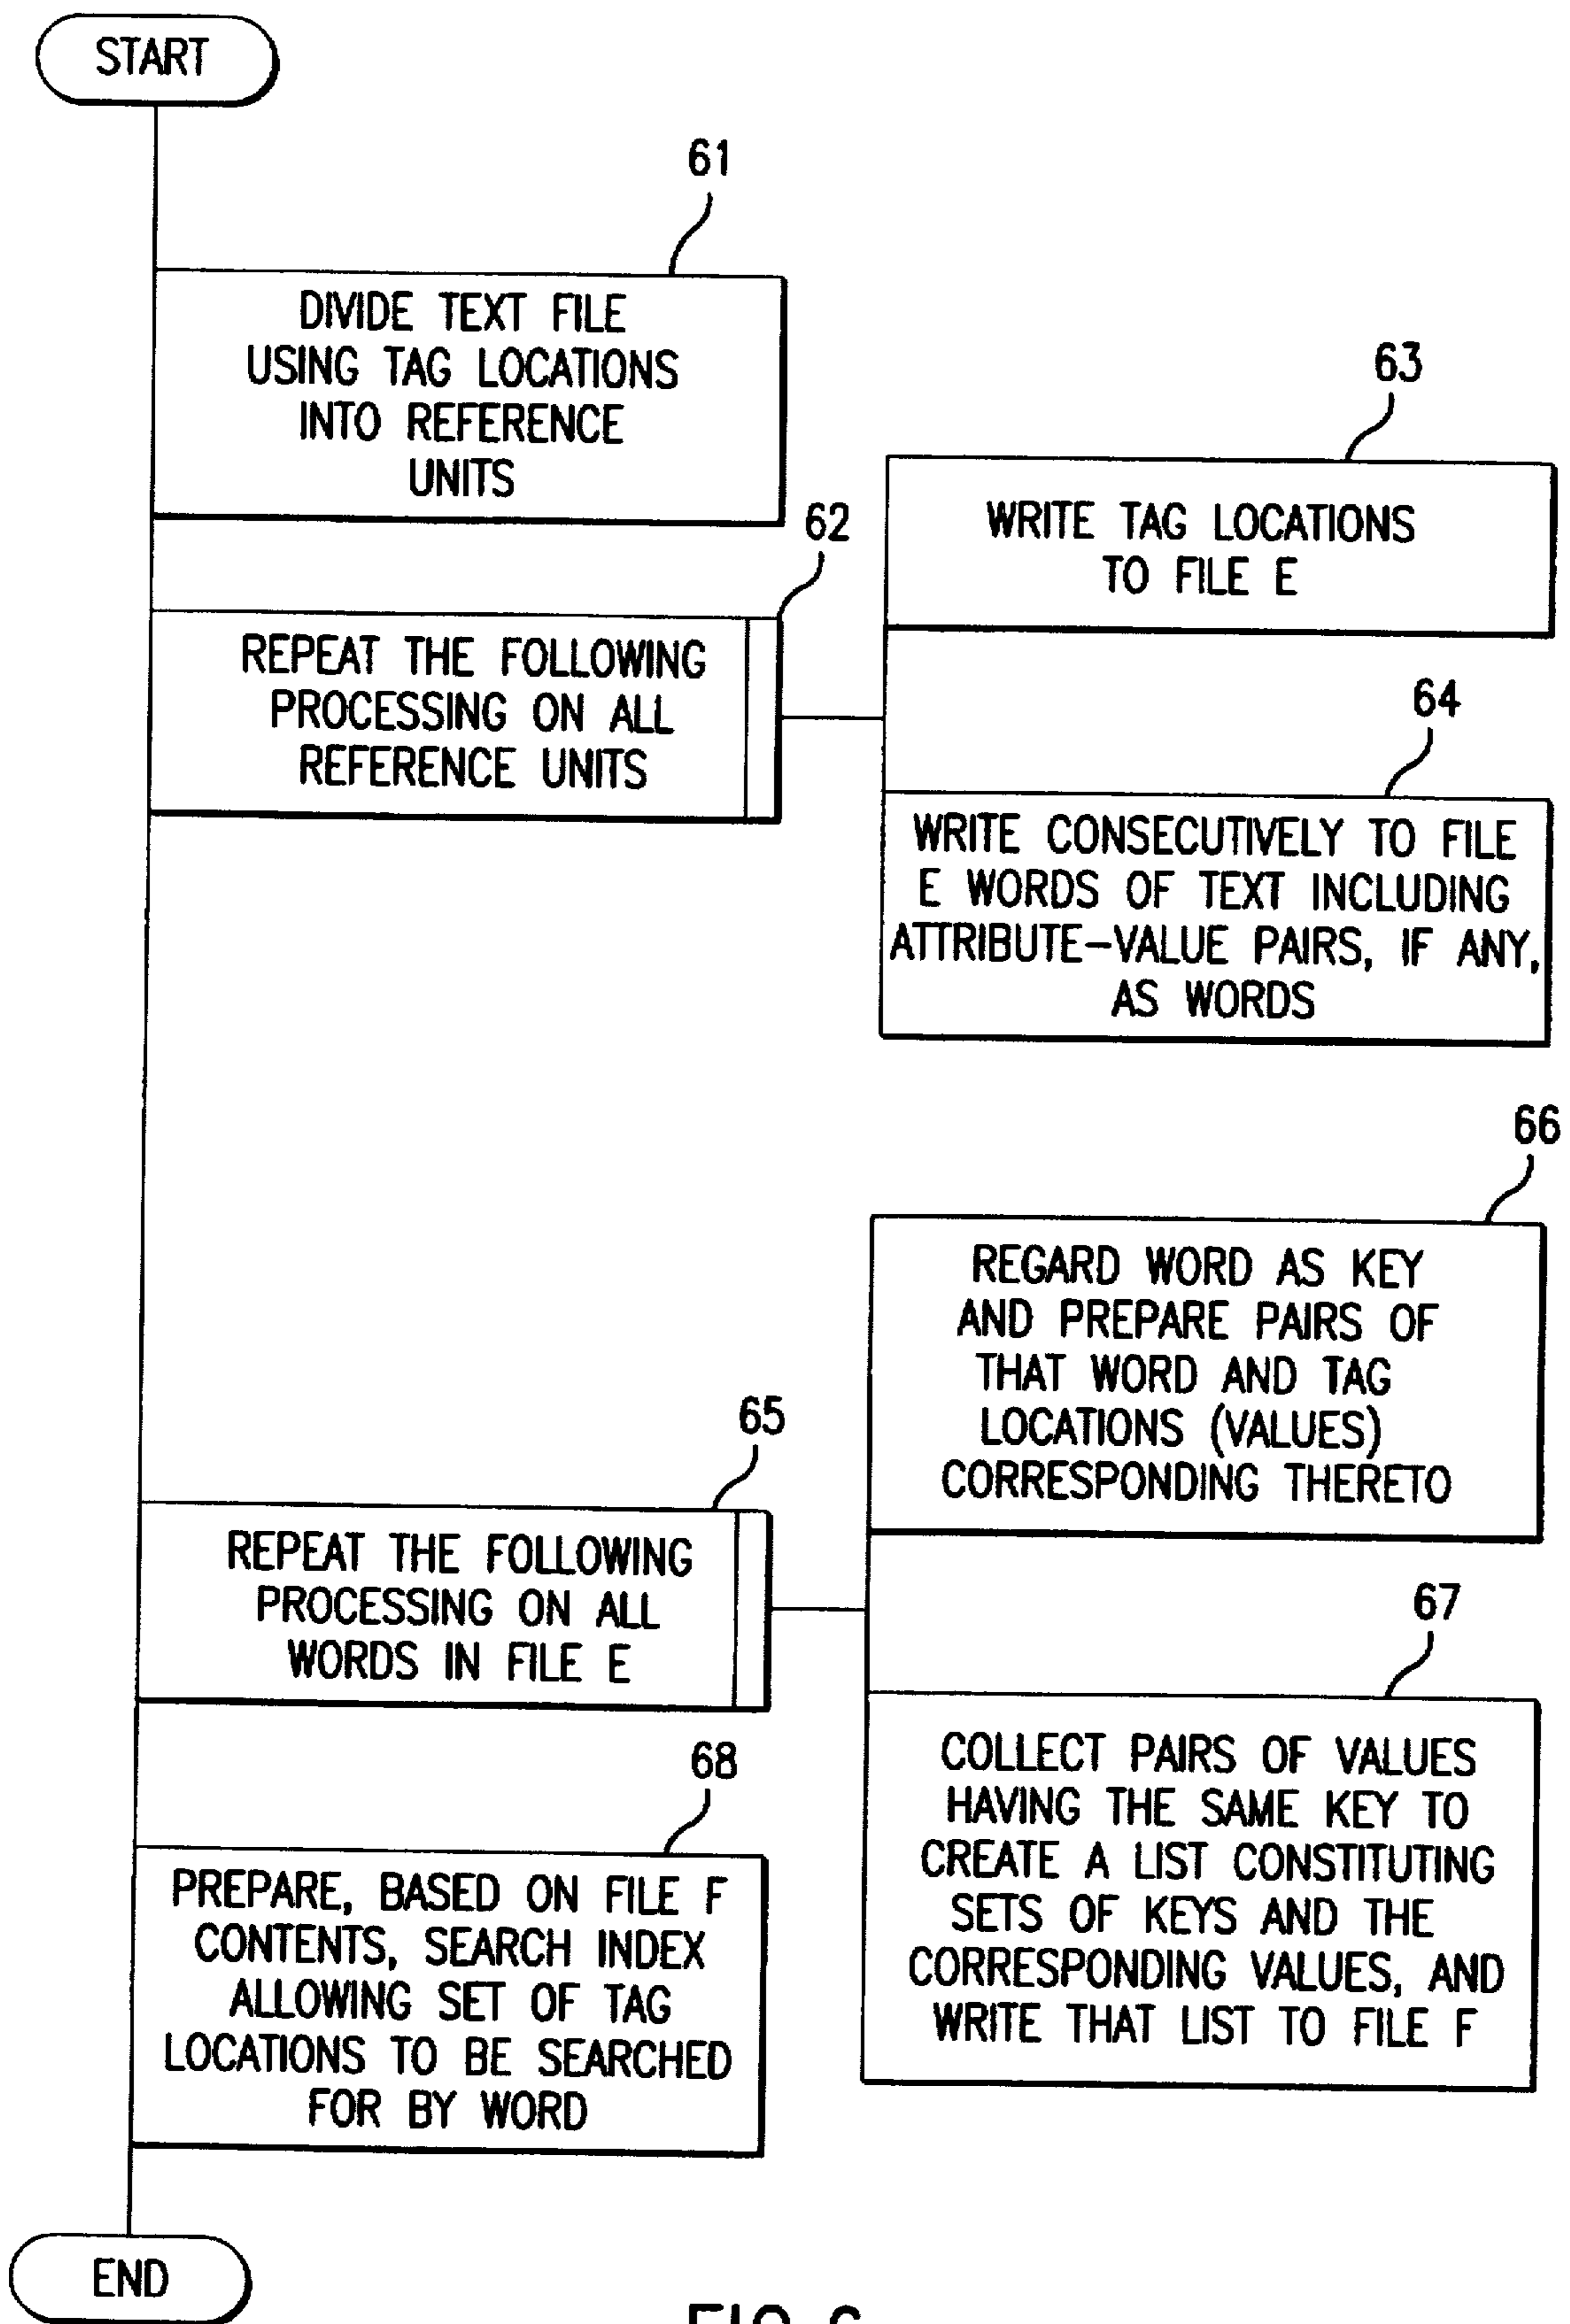 START
61
DIVIDE TEXT FILE
USING TAG LOCATIONS
INTO REFERENCE
UNITS
62
REPEAT THE FOLLOWING
PROCESSING ON ALL
REFERENCE UNITS
63
WRITE TAG LOCATIONS
TO FILE E
64
WRITE CONSECUTIVELY TO FILE
E WORDS OF TEXT INCLUDING
ATTRIBUTE-VALUE PAIRS, IF ANY,
AS WORDS
65
REPEAT THE FOLLOWING
PROCESSING ON ALL
WORDS IN FILE E
66
REGARD WORD AS KEY
AND PREPARE PAIRS OF
THAT WORD AND TAG
LOCATIONS (VALUES)
CORRESPONDING THERETO
67
COLLECT PAIRS OF VALUES
HAVING THE SAME KEY TO
CREATE A LIST CONSTITUTING
SETS OF KEYS AND THE
CORRESPONDING VALUES, AND
WRITE THAT LIST TO FILE F
68
PREPARE, BASED ON FILE F
CONTENTS, SEARCH INDEX
ALLOWING SET OF TAG
LOCATIONS TO BE SEARCHED
FOR BY WORD
END